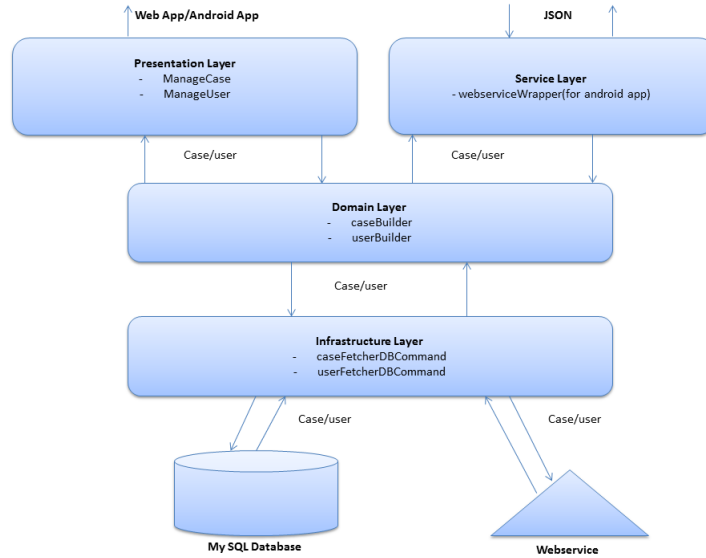 Web App/Android App
JSON
Presentation Layer
- ManageCase
- ManageUser
Service Layer
- webserviceWrapper(for android app)
Case/user
Case/user
Domain Layer
- caseBuilder
- userBuilder
Case/user
Infrastructure Layer
- caseFetcherDBCommand
- userFetcherDBCommand
Case/user
Case/user
My SQL Database
Webservice